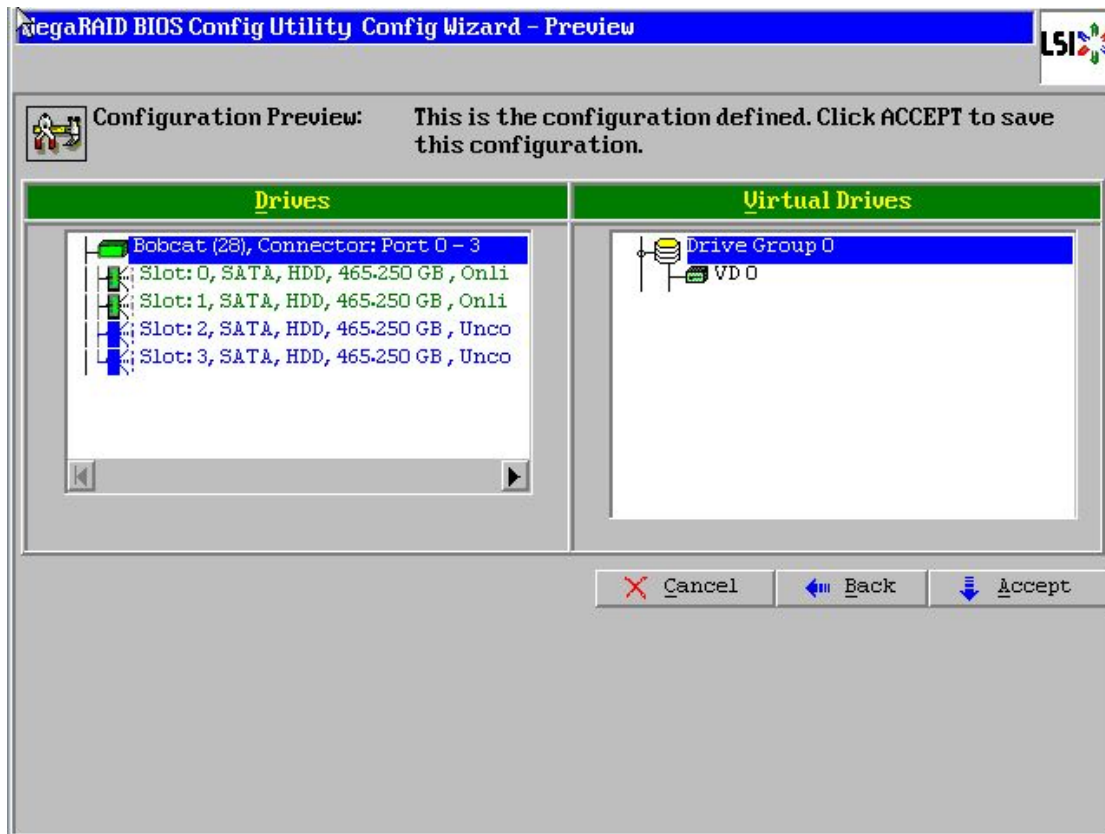 MegaRAID BIOS Config Utility Config Wizard – Preview
LSI
Configuration Preview:
This is the configuration defined. Click ACCEPT to save
this configuration.
Drives
Bobcat (28), Connector: Port 0 – 3
Slot: 0, SATA, HDD, 465.250 GB , Onli
Slot: 1, SATA, HDD, 465.250 GB , Onli
Slot: 2, SATA, HDD, 465.250 GB , Unco
Slot: 3, SATA, HDD, 465.250 GB , Unco
Virtual Drives
Drive Group 0
VD 0
Cancel
Back
Accept